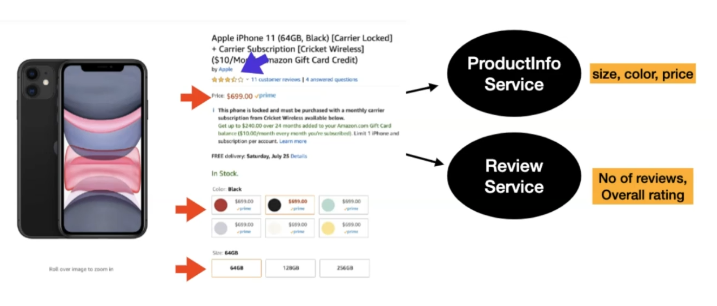 Apple iPhone 11 (64GB, Black) [Carrier Locked]
+ Carrier Subscription [Cricket Wireless]
($10/Mo Amazon Gift Card Credit)
by Apple
11 customer reviews | 4 answered questions
Price: $699.00 prime
This phone is locked and must be purchased with a monthly carrier
subscription from Cricket Wireless available below.
Get up to $240.00 over 24 months added to your Amazon.com Gift Card
balance ($10.00/month every month you're subscribed). Limit 1 iPhone and
subscription per account. Learn more
FREE delivery: Saturday, July 25 Details
In Stock.
Color: Black
$699.00 $699.00 $699.00
prime prime prime
$699.00 $699.00 $699.00
prime prime prime
Size: 64GB
64GB 128GB 256GB
Roll over image to zoom in
ProductInfo
Service
size, color, price
Review
Service
No of reviews,
Overall rating